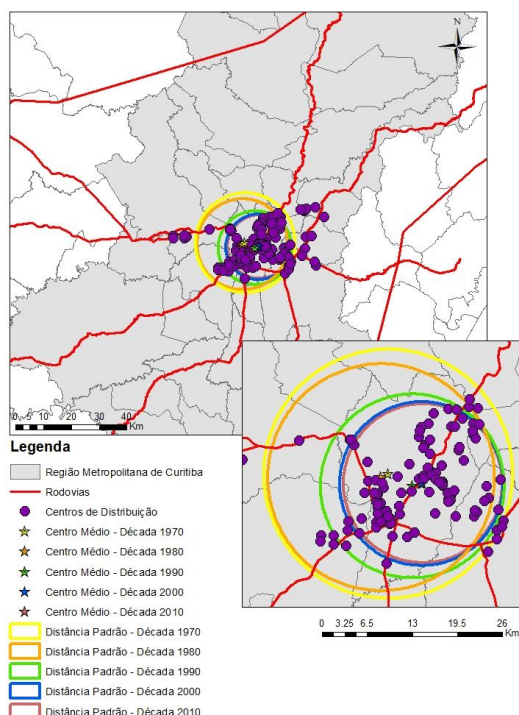 N
0 5 10 20 30 40
Km
Legenda
Região Metropolitana de Curitiba
Rodovias
Centros de Distribuição
Centro Médio - Década 1970
Centro Médio - Década 1980
Centro Médio - Década 1990
Centro Médio - Década 2000
Centro Médio - Década 2010
Distância Padrão - Década 1970
Distância Padrão - Década 1980
Distância Padrão - Década 1990
Distância Padrão - Década 2000
Distância Padrão - Década 2010
0 3.25 6.5 13 19.5 26
Km